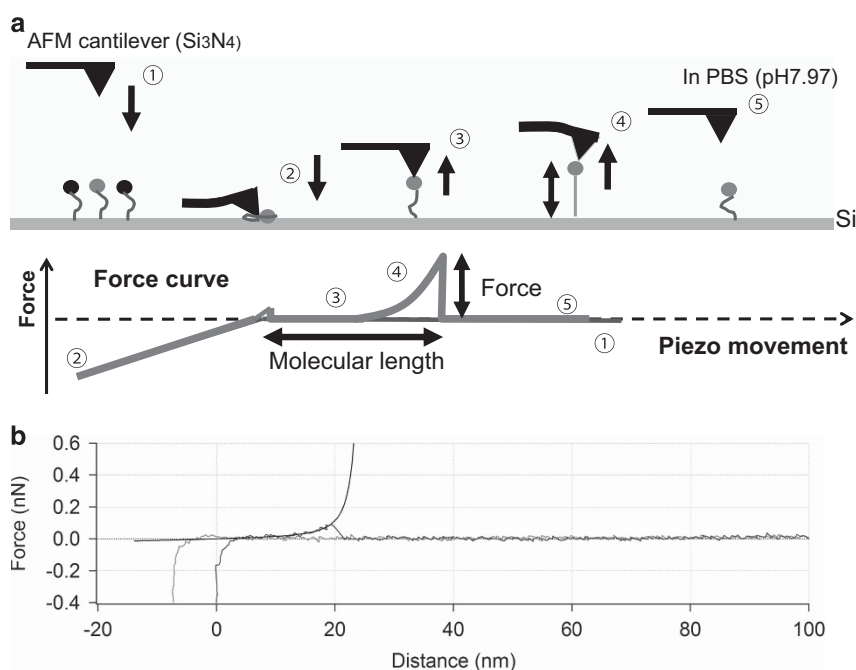 a
AFM cantilever (Si3N4)
①
In PBS (pH7.97)
⑤
③
④
②
Si
Force
Force curve
④
③
Force
⑤
②
Molecular length
①
Piezo movement
b
Force (nN)
0.6
0.4
0.2
0.0
-0.2
-0.4
-20 0 20 40 60 80 100
Distance (nm)